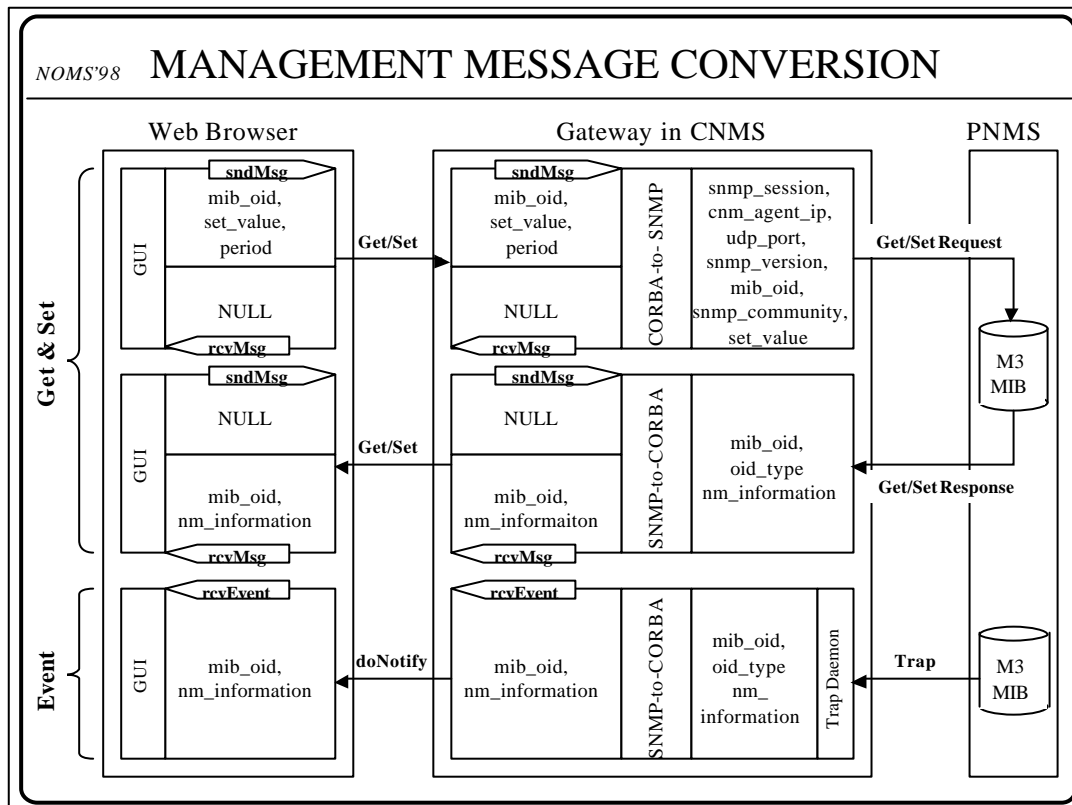 NOMS'98 MANAGEMENT MESSAGE CONVERSION
Web Browser
Gateway in CNMS
PNMS
Get & Set
GUI
sndMsg
mib_oid,
set_value,
period
NULL
rcvMsg
Get/Set
sndMsg
mib_oid,
set_value,
period
NULL
rcvMsg
CORBA-to- SNMP
snmp_session,
cnm_agent_ip,
udp_port,
snmp_version,
mib_oid,
snmp_community,
set_value
Get/Set Request
M3
MIB
GUI
sndMsg
NULL
mib_oid,
nm_information
rcvMsg
Get/Set
sndMsg
NULL
mib_oid,
nm_informaiton
rcvMsg
SNMP-to-CORBA
mib_oid,
oid_type
nm_information
Get/Set Response
Event
GUI
rcvEvent
mib_oid,
nm_information
doNotify
rcvEvent
mib_oid,
nm_information
SNMP-to-CORBA
mib_oid,
oid_type
nm_
information
Trap Daemon
Trap
M3
MIB